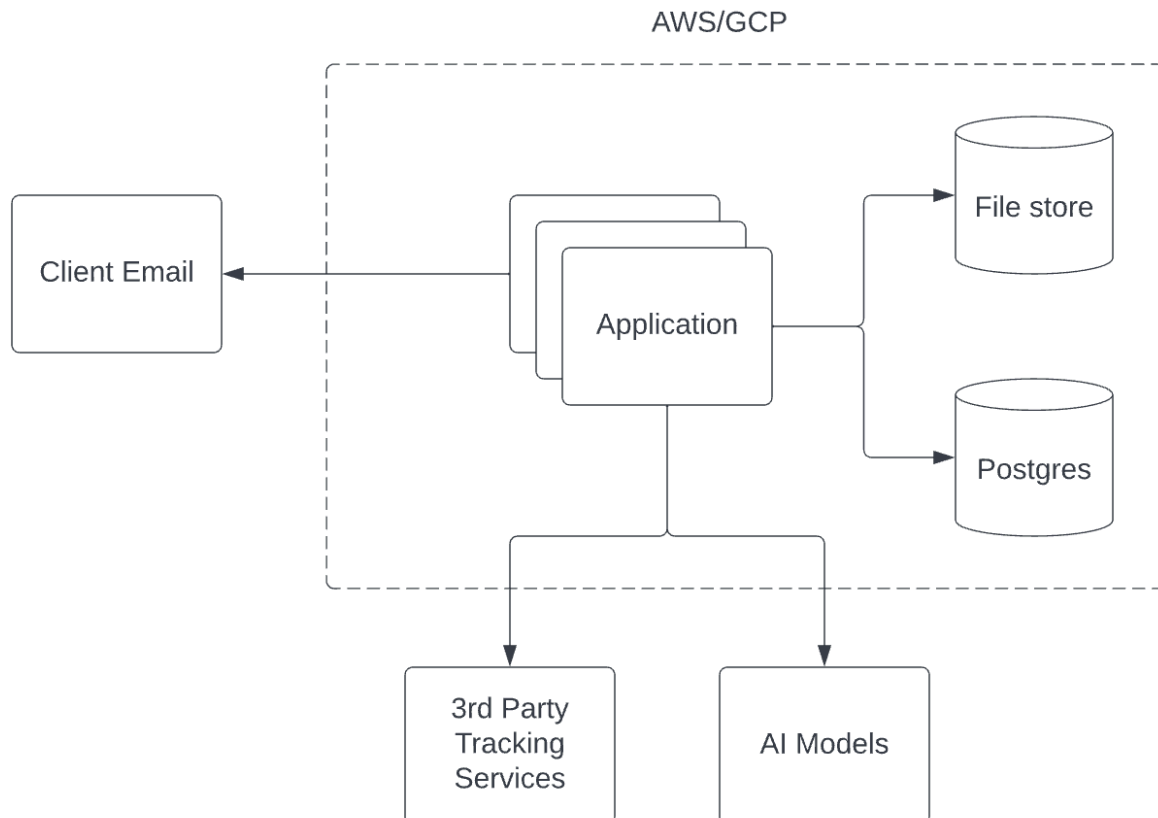 AWS/GCP
File store
Client Email
Application
Postgres
3rd Party
Tracking
Services
AI Models